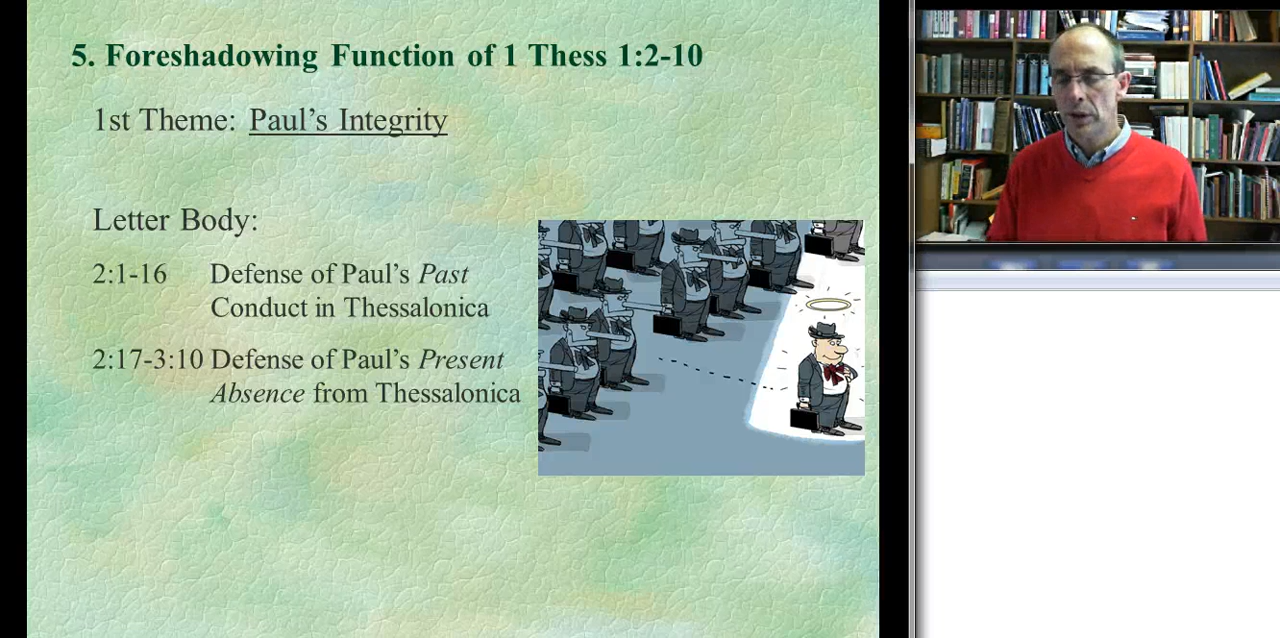 5. Foreshadowing Function of 1 Thess 1:2-10
1st Theme: Paul's Integrity
Letter Body:
2:1-16 Defense of Paul's Past
Conduct in Thessalonica
2:17-3:10 Defense of Paul's Present
Absence from Thessalonica